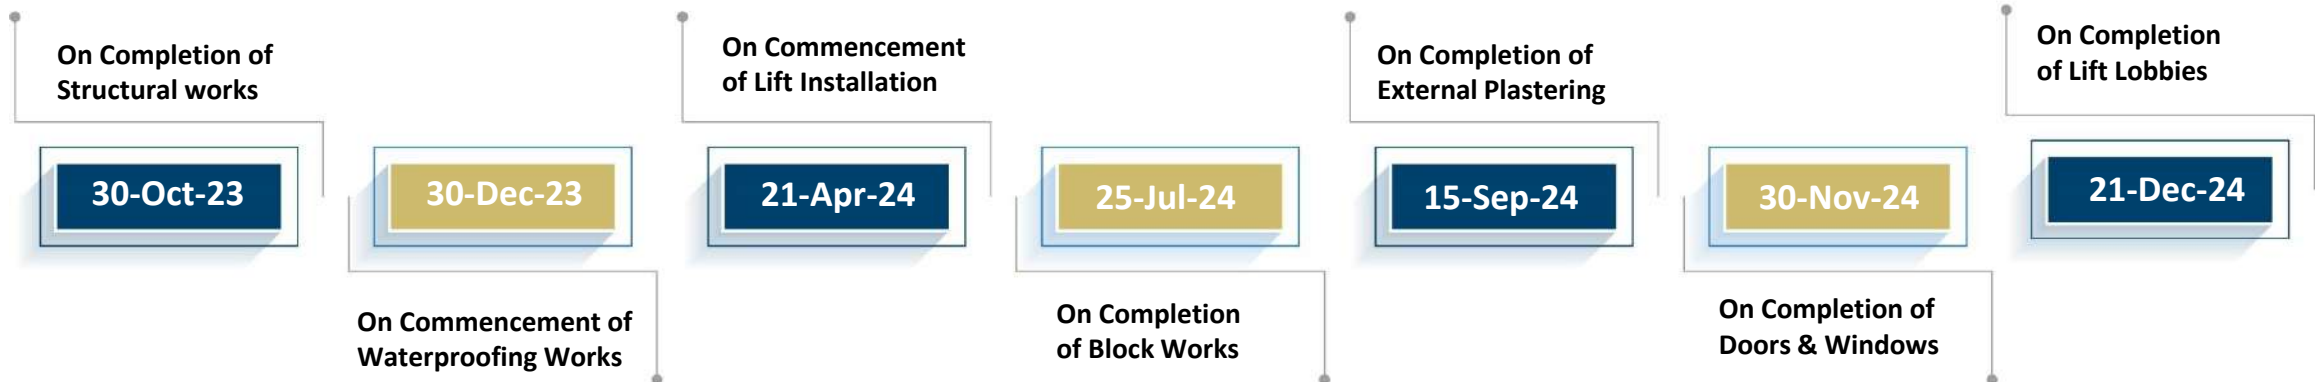 On Completion of
Structural works
30-Oct-23
30-Dec-23
On Commencement of
Waterproofing Works
On Commencement
of Lift Installation
21-Apr-24
25-Jul-24
On Completion
of Block Works
On Completion of
External Plastering
15-Sep-24
30-Nov-24
On Completion of
Doors & Windows
On Completion
of Lift Lobbies
21-Dec-24